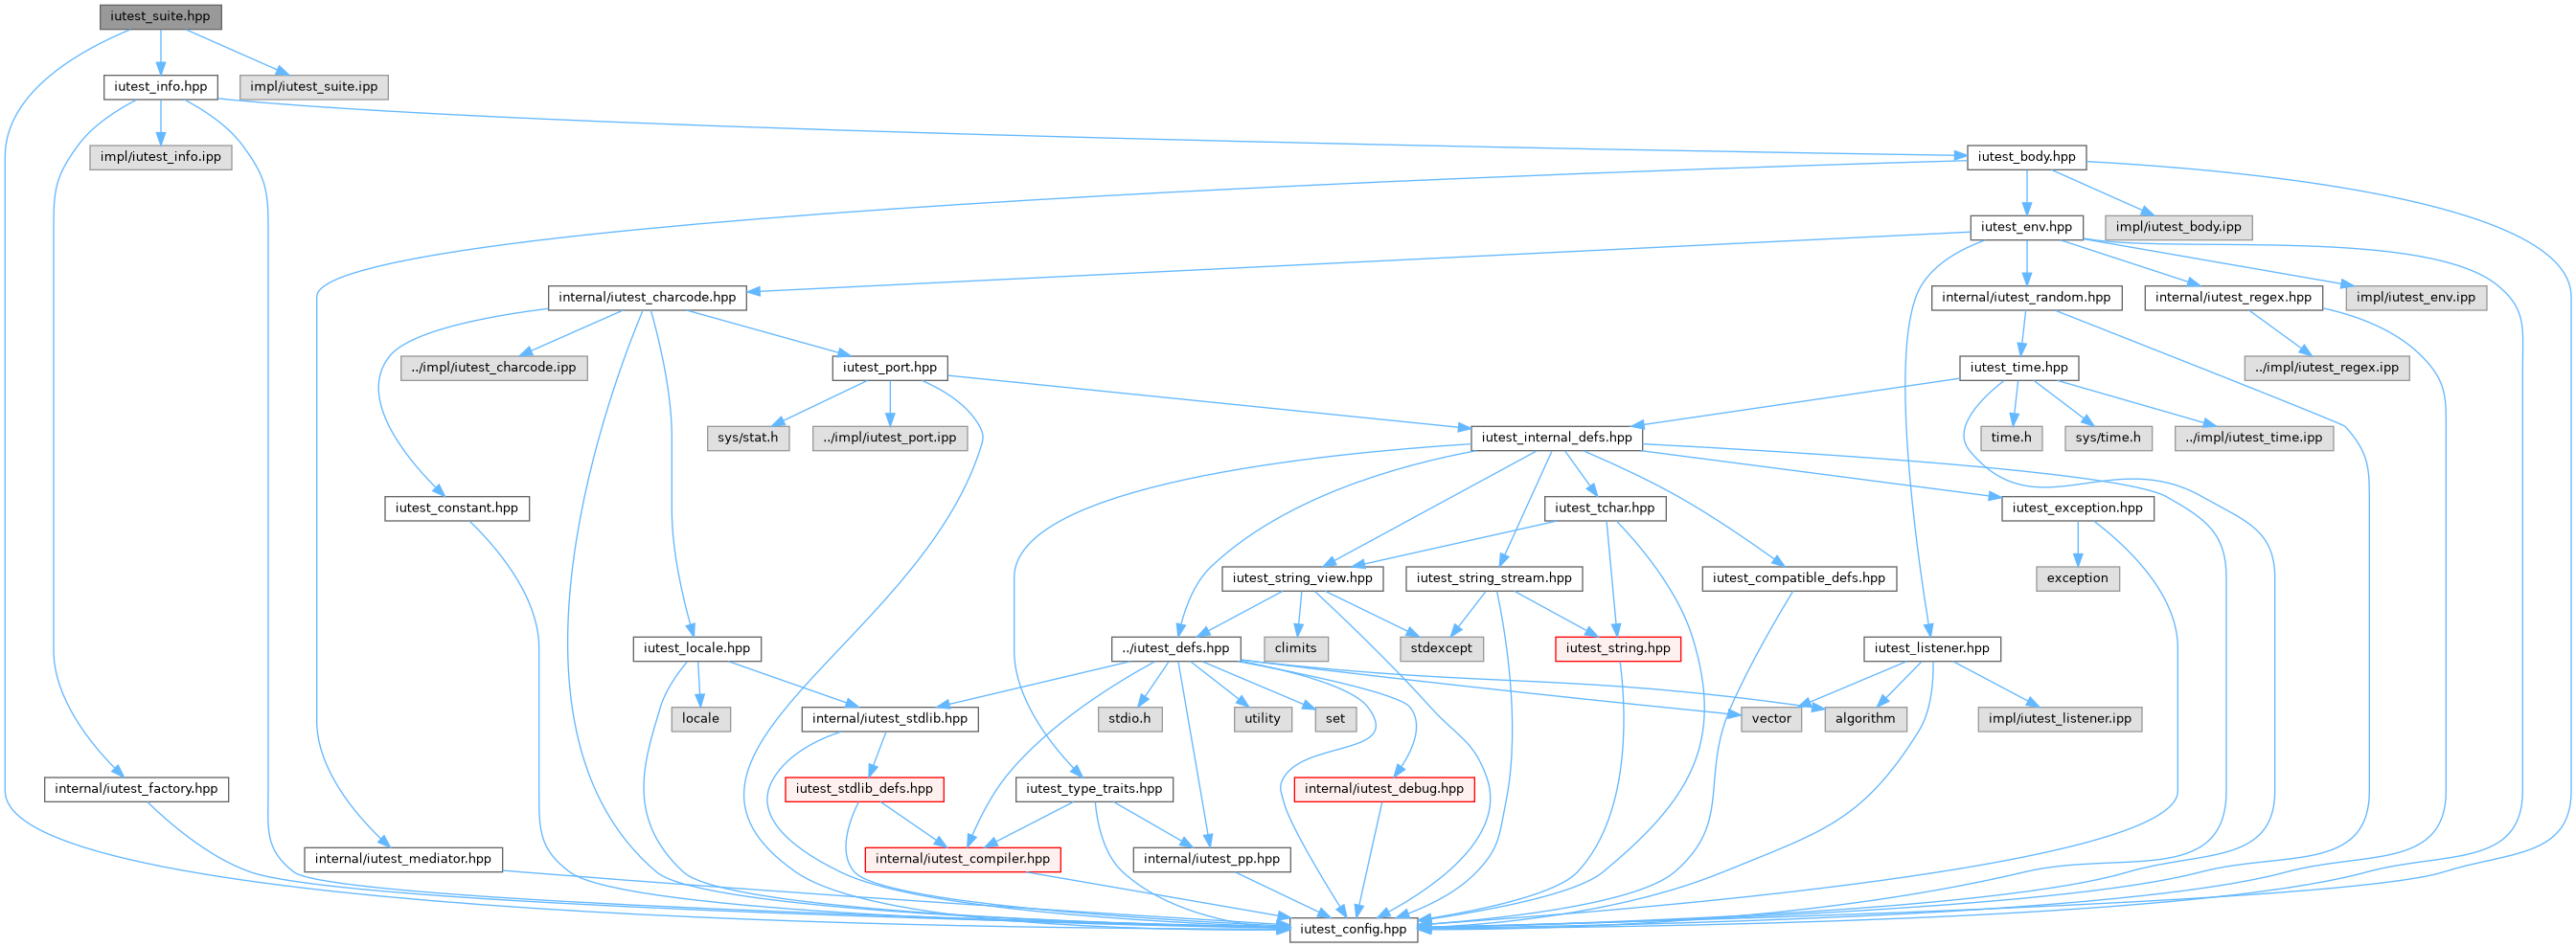 iutest_suite.hpp
iutest_info.hpp
impl/iutest_suite.ipp
impl/iutest_info.ipp
iutest_body.hpp
iutest_env.hpp
impl/iutest_body.ipp
internal/iutest_charcode.hpp
internal/iutest_random.hpp
internal/iutest_regex.hpp
impl/iutest_env.ipp
../impl/iutest_charcode.ipp
iutest_port.hpp
iutest_time.hpp
../impl/iutest_regex.ipp
sys/stat.h
../impl/iutest_port.ipp
iutest_internal_defs.hpp
time.h
sys/time.h
../impl/iutest_time.ipp
iutest_constant.hpp
iutest_tchar.hpp
iutest_exception.hpp
iutest_string_view.hpp
iutest_string_stream.hpp
iutest_compatible_defs.hpp
exception
iutest_locale.hpp
../iutest_defs.hpp
climits
stdexcept
iutest_string.hpp
iutest_listener.hpp
locale
internal/iutest_stdlib.hpp
stdio.h
utility
set
vector
algorithm
impl/iutest_listener.ipp
internal/iutest_factory.hpp
iutest_stdlib_defs.hpp
iutest_type_traits.hpp
internal/iutest_debug.hpp
internal/iutest_mediator.hpp
internal/iutest_compiler.hpp
internal/iutest_pp.hpp
iutest_config.hpp